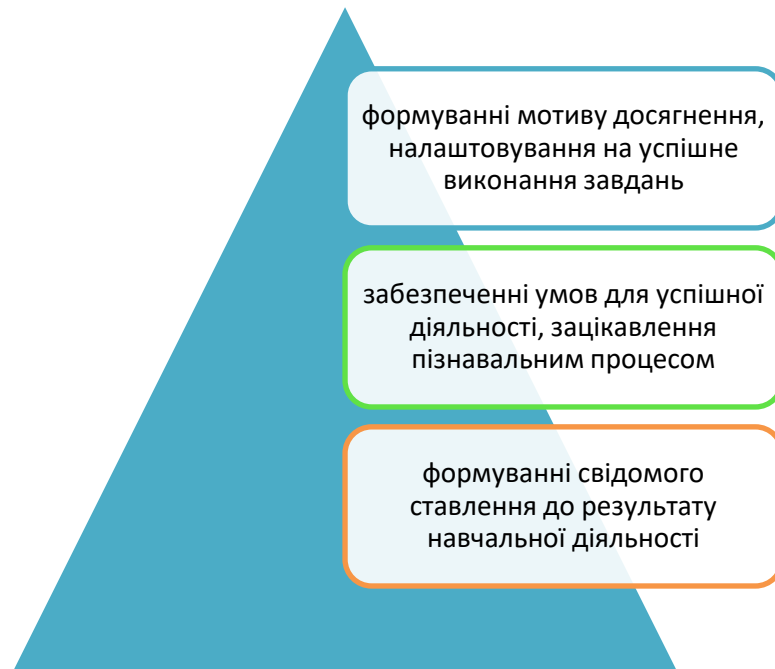 формуванні мотиву досягнення,
налаштовування на успішне
виконання завдань
забезпеченні умов для успішної
діяльності, зацікавлення
пізнавальним процесом
формуванні свідомого
ставлення до результату
навчальної діяльності